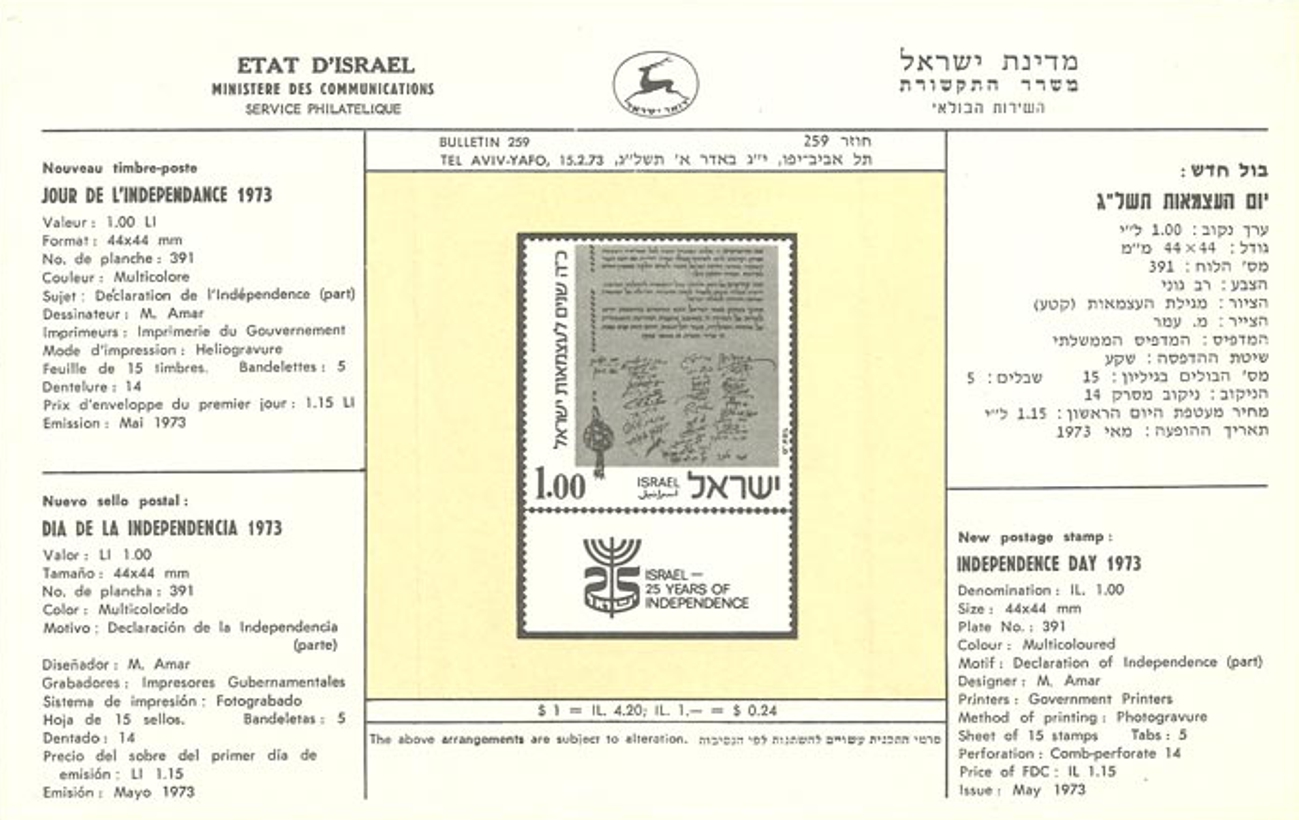 ETAT D'ISRAEL
MINISTERE DES COMMUNICATIONS
SERVICE PHILATELIQUE
דואר ישראל
מדינת ישראל
משרד התקשורת
השירות הבולאי
BULLETIN 259
חוזר 259
TEL AVIV-YAFO, 15.2.73 תל אביב־יפו, י״ג באדר א׳ תשל״ג,
Nouveau timbre-poste
JOUR DE L'INDEPENDANCE 1973
Valeur : 1.00 LI
Format : 44x44 mm
No. de planche : 391
Couleur : Multicolore
Sujet : Déclaration de l'Indépendence (part)
Dessinateur : M. Amar
Imprimeurs : Imprimerie du Gouvernement
Mode d'impression : Heliogravure
Feuille de 15 timbres. Bandelettes : 5
Dentelure : 14
Prix d'enveloppe du premier jour : 1.15 LI
Emission : Mai 1973
Nuevo sello postal :
DIA DE LA INDEPENDENCIA 1973
Valor : LI 1.00
Tamaño : 44x44 mm
No. de plancha : 391
Color : Multicolorido
Motivo : Declaración de la Independencia
(parte)
Diseñador : M. Amar
Grabadores : Impresores Gubernamentales
Sistema de impresión : Fotograbado
Hoja de 15 sellos. Bandeletas : 5
Dentado : 14
Precio del sobre del primer día de
emisión : LI 1.15
Emisión : Mayo 1973
כ״ה שנים לעצמאות ישראל
1.00
ISRAEL
اسرائيل
ישראל
25
ISRAEL —
25 YEARS OF
INDEPENDENCE
$ 1 = IL. 4.20; IL. 1.— = $ 0.24
The above arrangements are subject to alteration. פרטי התכנית עשויים להשתנות לפי הנסיבות
בול חדש :
יום העצמאות תשל״ג
ערך נקוב : 1.00 ל״י
גודל : 44×44 מ״מ
מס׳ הלוח : 391
הצבע : רב גוני
הציור : מגילת העצמאות (קטע)
הצייר : מ. עמר
המדפיס : המדפיס הממשלתי
שיטת ההדפסה : שקע
מס׳ הבולים בגיליון : 15 שבלים : 5
הניקוב : ניקוב מסרק 14
מחיר מעטפת היום הראשון : 1.15 ל״י
תאריך ההופעה : מאי 1973
New postage stamp :
INDEPENDENCE DAY 1973
Denomination : IL. 1.00
Size : 44x44 mm
Plate No. : 391
Colour : Multicoloured
Motif : Declaration of Independence (part)
Designer : M. Amar
Printers : Government Printers
Method of printing : Photogravure
Sheet of 15 stamps Tabs : 5
Perforation : Comb-perforate 14
Price of FDC : IL 1.15
Issue : May 1973